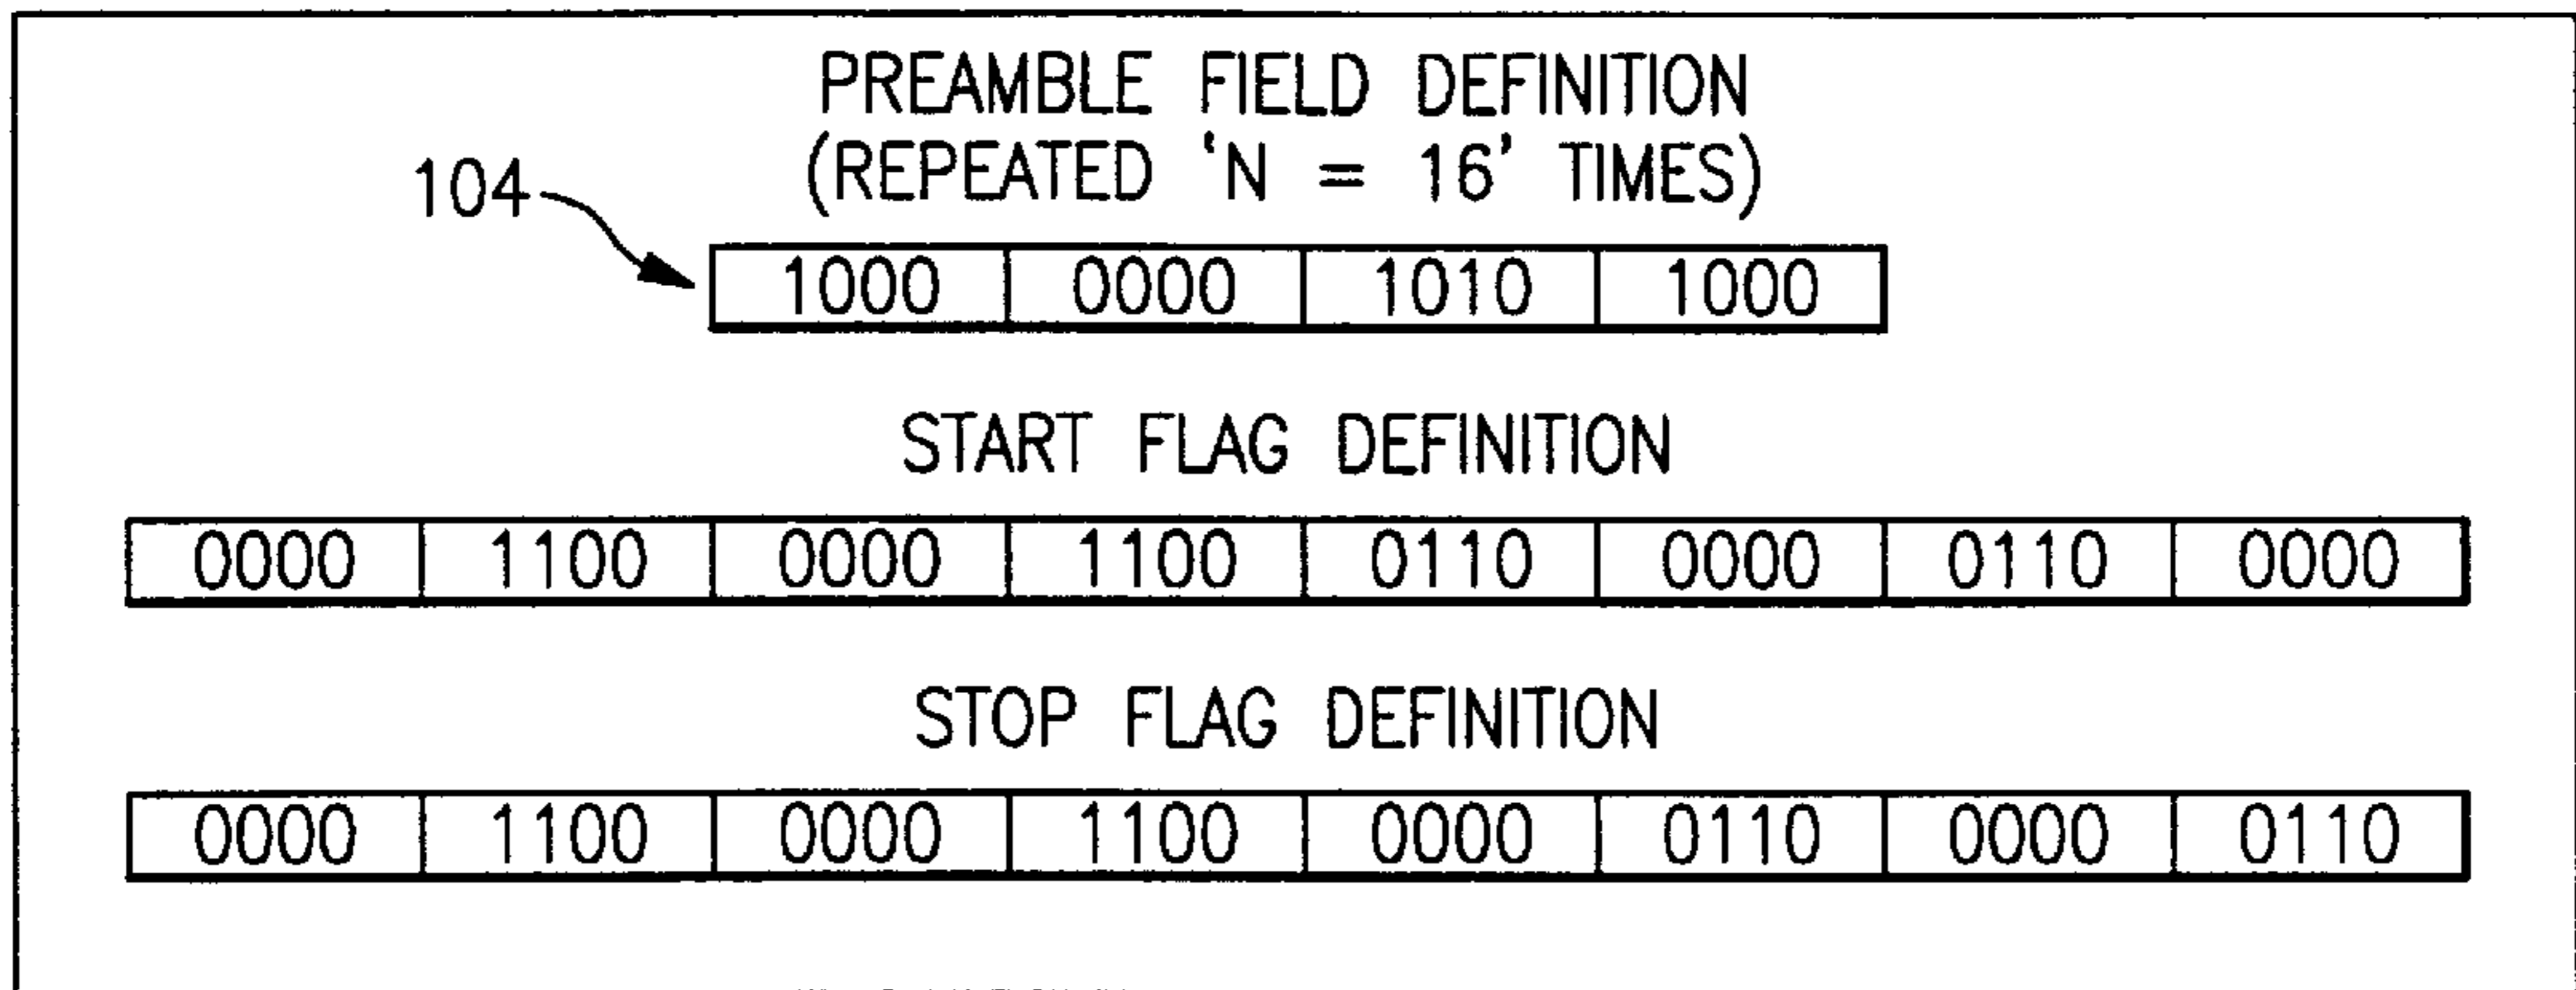 PREAMBLE FIELD DEFINITION
(REPEATED 'N = 16' TIMES)
104
1000 0000 1010 1000
START FLAG DEFINITION
0000 1100 0000 1100 0110 0000 0110 0000
STOP FLAG DEFINITION
0000 1100 0000 1100 0000 0110 0000 0110